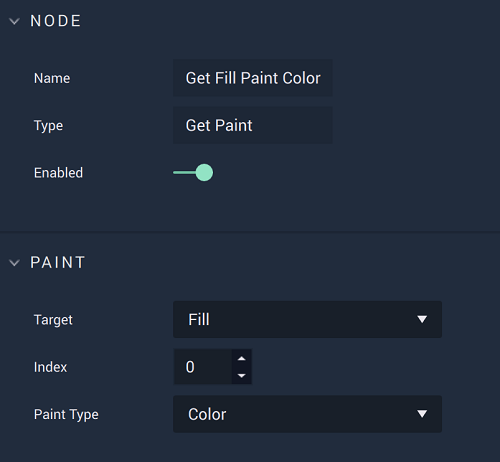 NODE
Name Get Fill Paint Color
Type Get Paint
Enabled
PAINT
Target Fill
Index 0
Paint Type Color